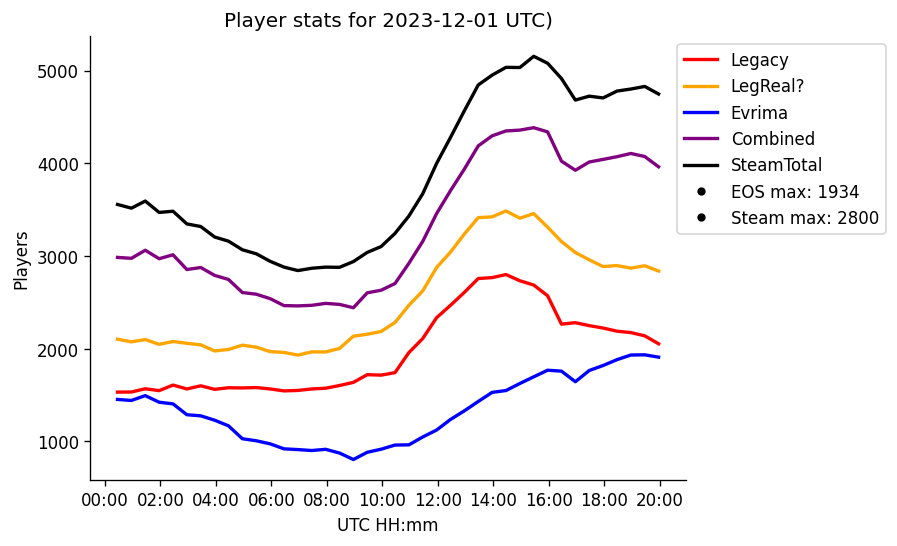 Player stats for 2023-12-01 UTC)
Legacy
LegReal?
Evrima
Combined
SteamTotal
EOS max: 1934
Steam max: 2800
Players
5000
4000
3000
2000
1000
00:00 02:00 04:00 06:00 08:00 10:00 12:00 14:00 16:00 18:00 20:00
UTC HH:mm